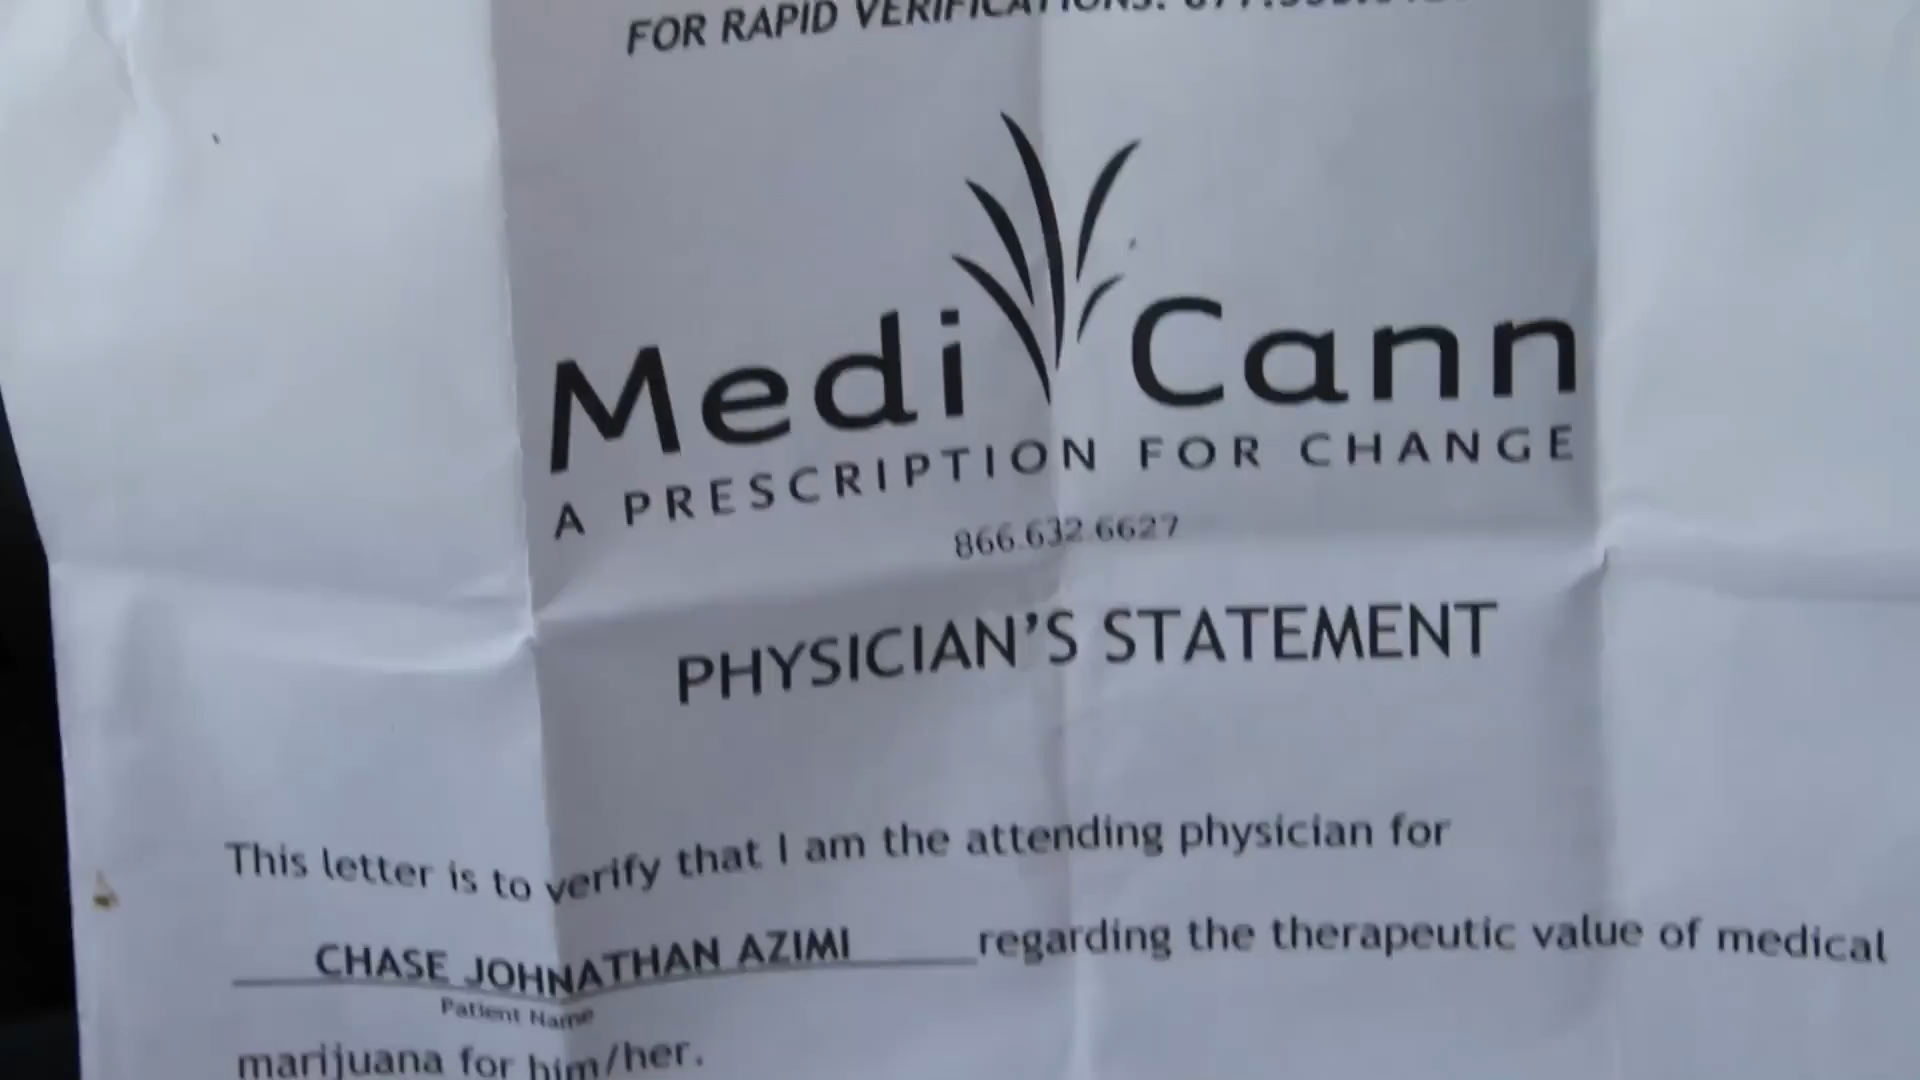 FOR RAPID VERIFICATIONS:
Medi Cann
A PRESCRIPTION FOR CHANGE
866.632.6627
PHYSICIAN'S STATEMENT
This letter is to verify that I am the attending physician for
CHASE JOHNATHAN AZIMI regarding the therapeutic value of medical
Patient Name
marijuana for him/her.